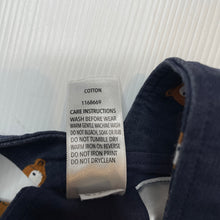 COTTON
1168669
CARE INSTRUCTIONS
WASH BEFORE WEAR
WARM GENTLE MACHINE WASH
DO NOT BLEACH, SOAK, OR RUB
DO NOT TUMBLE DRY
WARM IRON ON REVERSE
DO NOT IRON PRINT
DO NOT DRYCLEAN